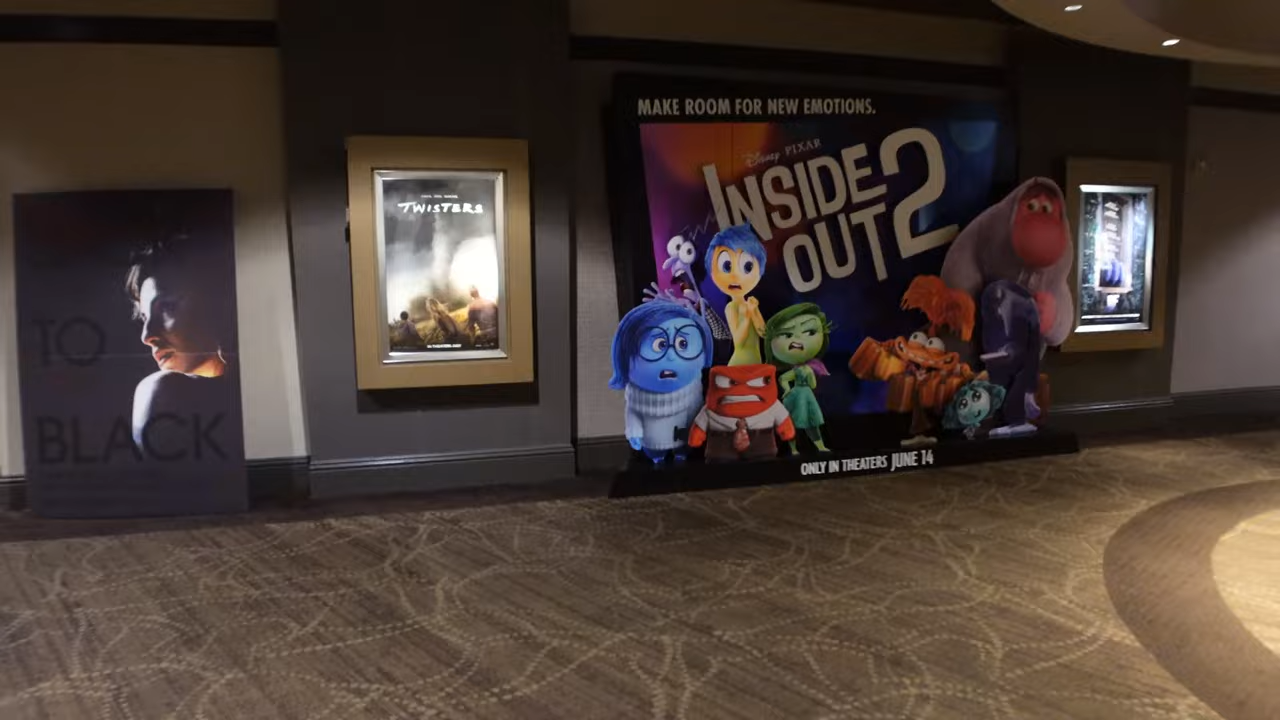 TO
BLACK
TWISTERS
MAKE ROOM FOR NEW EMOTIONS.
Disney PIXAR
INSIDE
OUT 2
ONLY IN THEATERS JUNE 14